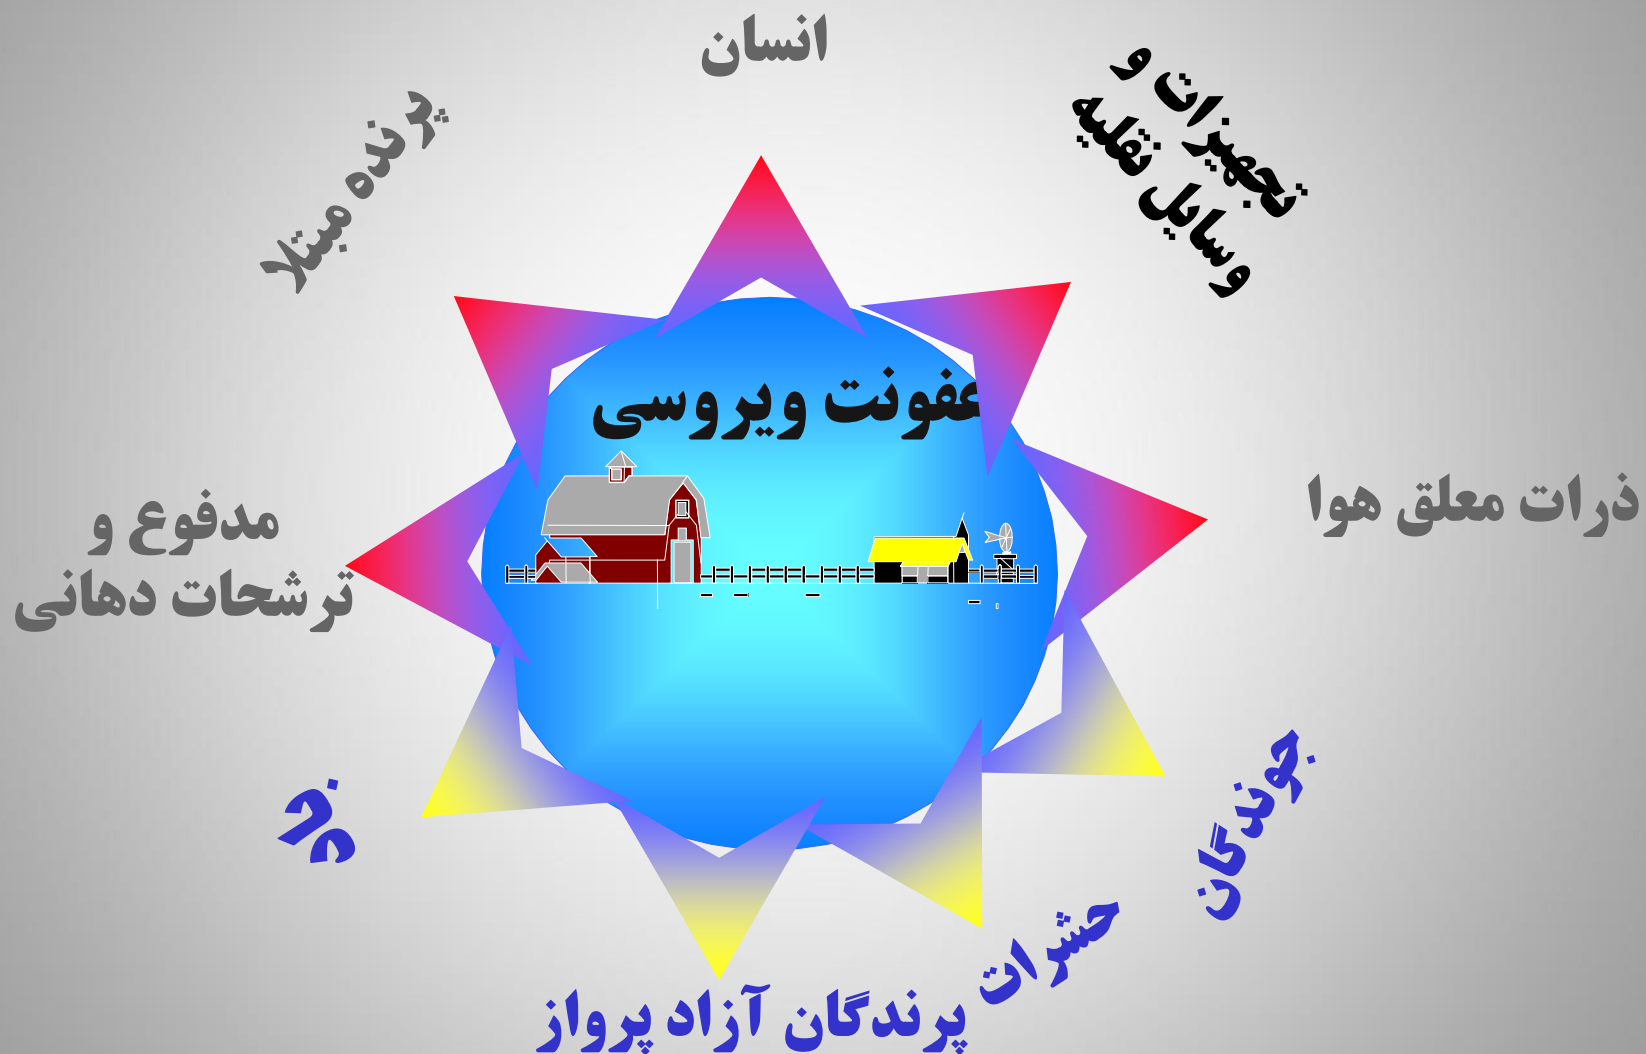 انسان
تجهیزات و
وسایل نقلیه
پرنده مبتلا
عفونت ویروسی
ذرات معلق هوا
مدفوع و
ترشحات دهانی
جوندگان
دد
حشرات
پرندگان آزاد پرواز